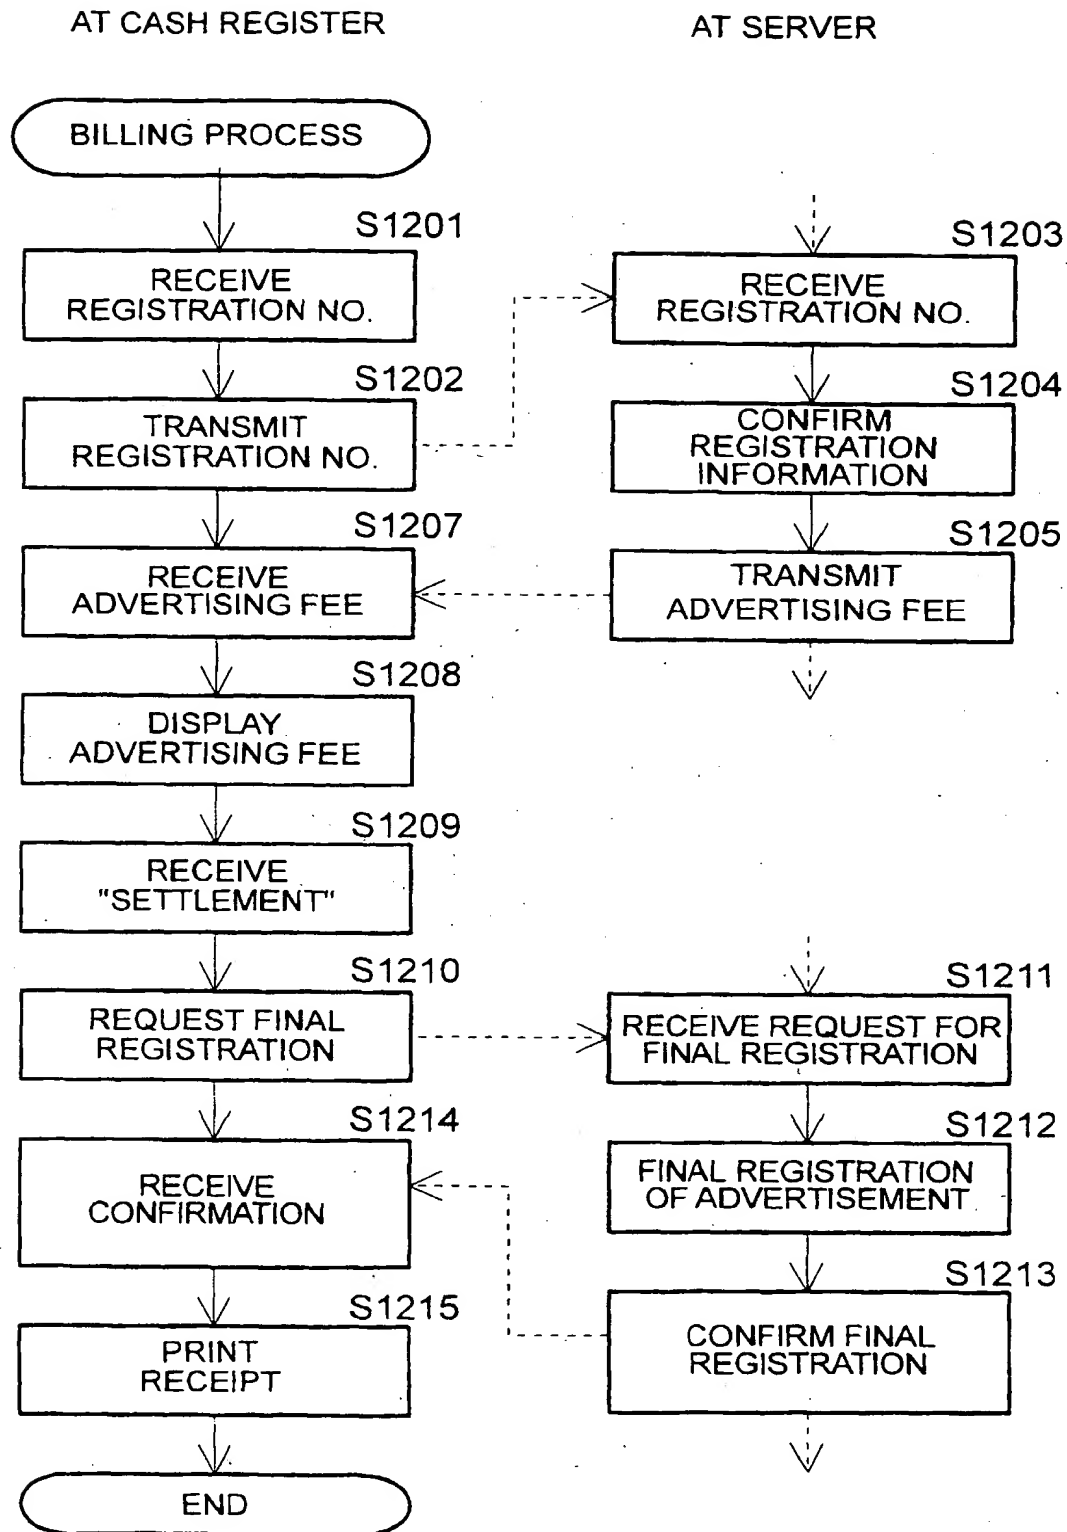 AT CASH REGISTER
AT SERVER
BILLING PROCESS
S1201
RECEIVE
REGISTRATION NO.
S1202
TRANSMIT
REGISTRATION NO.
S1207
RECEIVE
ADVERTISING FEE
S1208
DISPLAY
ADVERTISING FEE
S1209
RECEIVE
"SETTLEMENT"
S1210
REQUEST FINAL
REGISTRATION
S1214
RECEIVE
CONFIRMATION
S1215
PRINT
RECEIPT
END
S1203
RECEIVE
REGISTRATION NO.
S1204
CONFIRM
REGISTRATION
INFORMATION
S1205
TRANSMIT
ADVERTISING FEE
S1211
RECEIVE REQUEST FOR
FINAL REGISTRATION
S1212
FINAL REGISTRATION
OF ADVERTISEMENT
S1213
CONFIRM FINAL
REGISTRATION